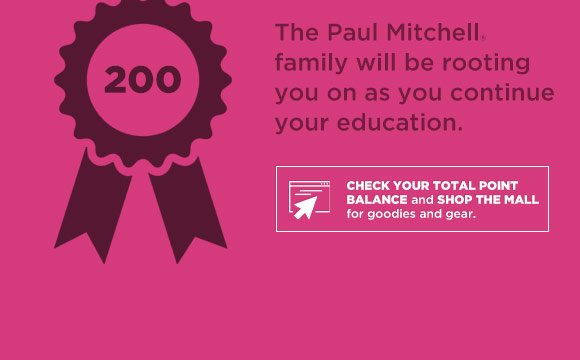 200
The Paul Mitchell®
family will be rooting
you on as you continue
your education.
CHECK YOUR TOTAL POINT
BALANCE and SHOP THE MALL
for goodies and gear.